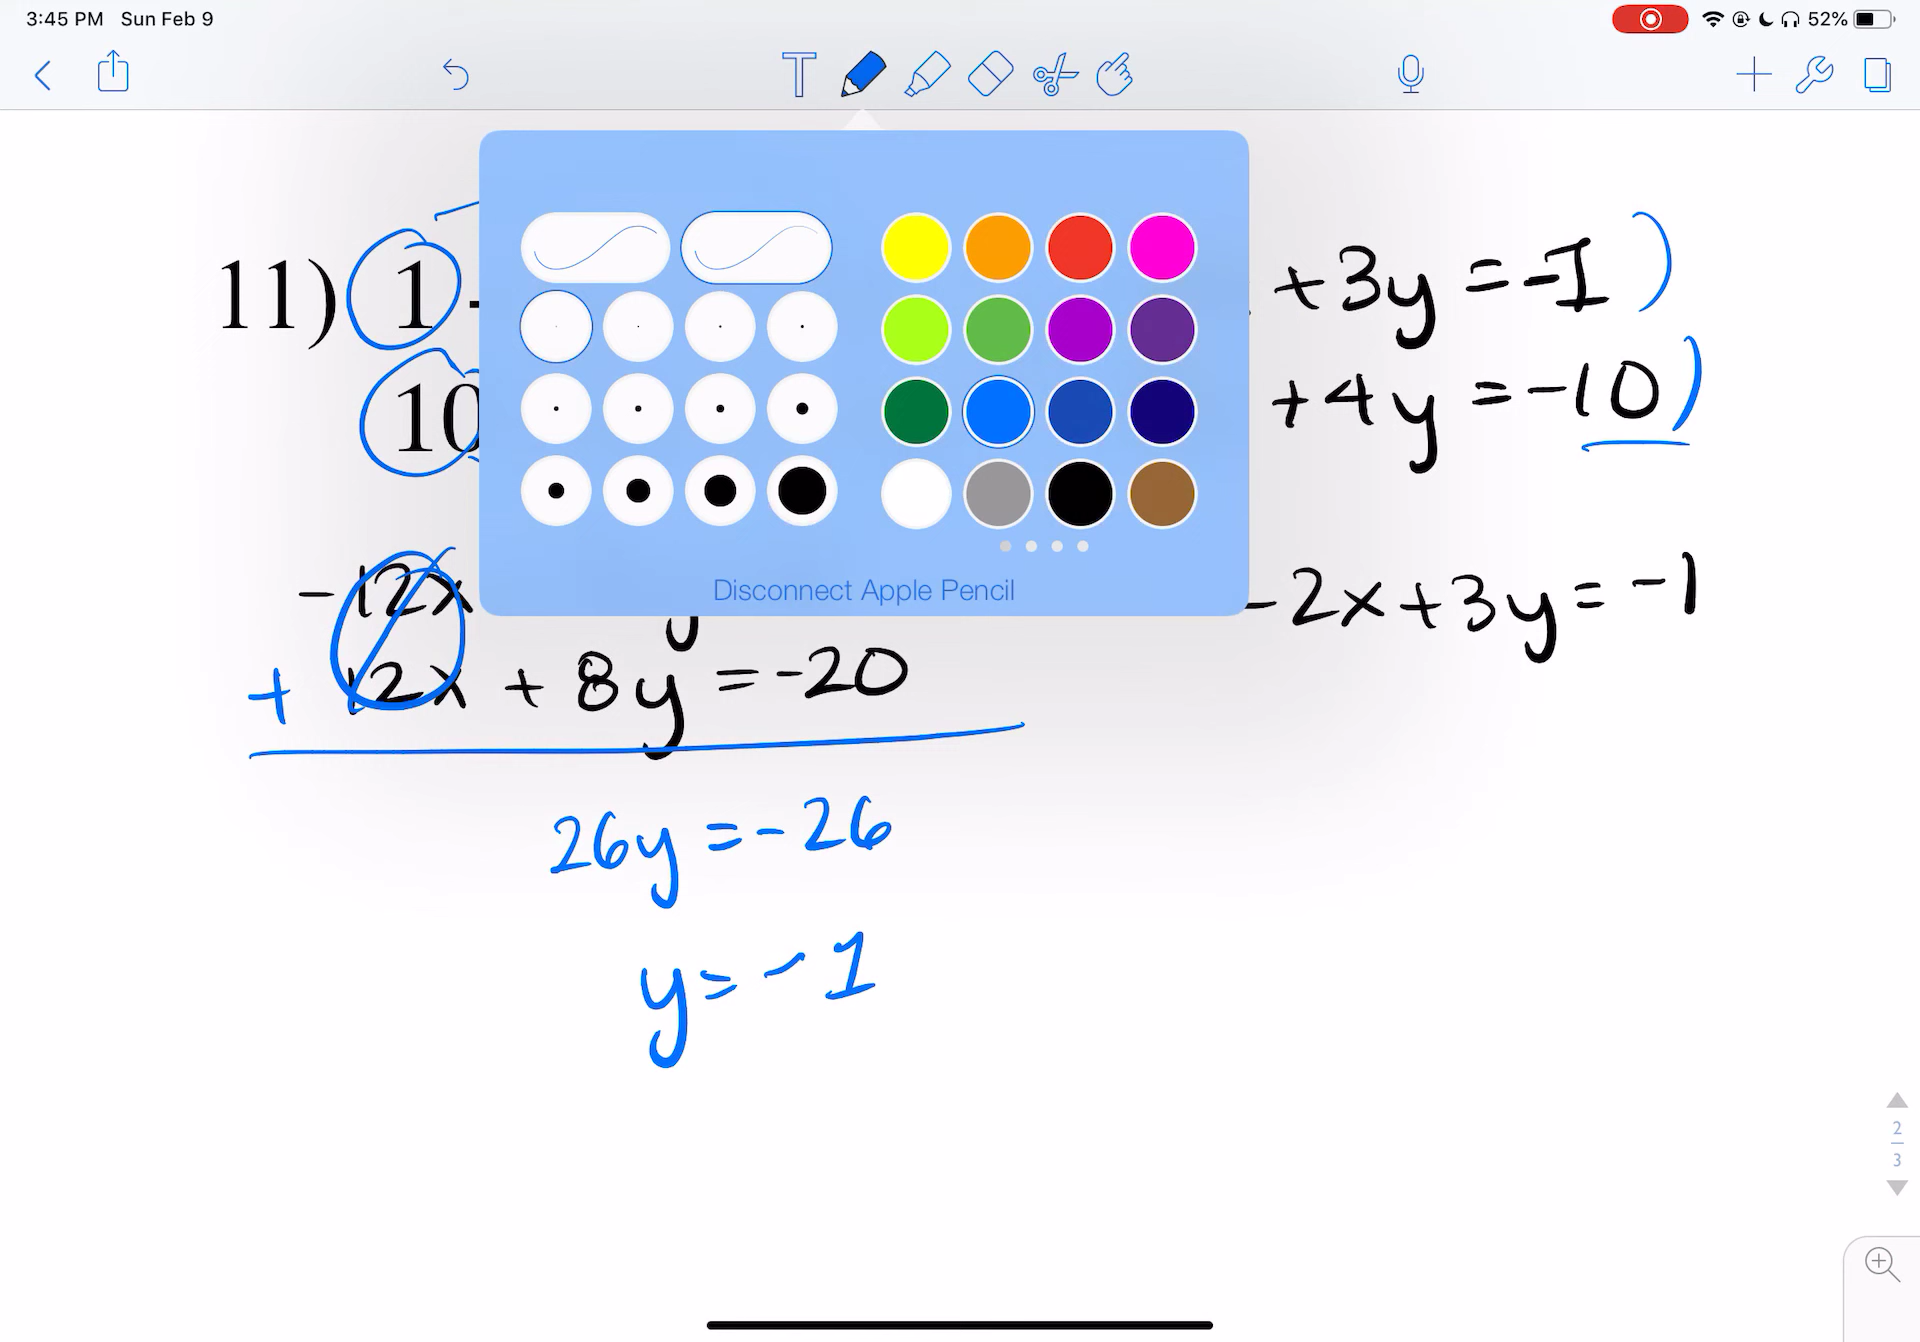 3:45 PM Sun Feb 9 52%
T
11) 1 - +3y = -1 )
10 +4y = -10 )
Disconnect Apple Pencil
-12x y -2x + 3y = -1
+ 12x + 8y = -20
26y = -26
y = -1
2
3